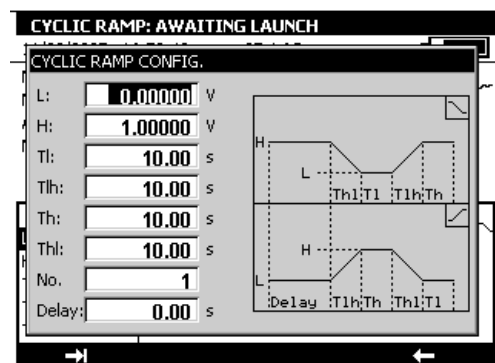 CYCLIC RAMP: AWAITING LAUNCH
CYCLIC RAMP CONFIG.
L: 0.00000 V
H: 1.00000 V
Tl: 10.00 s
Tlh: 10.00 s
Th: 10.00 s
Thl: 10.00 s
No. 1
Delay: 0.00 s
H
L
Thl Tl Tlh Th
H
L
Delay Tlh Th Thl Tl